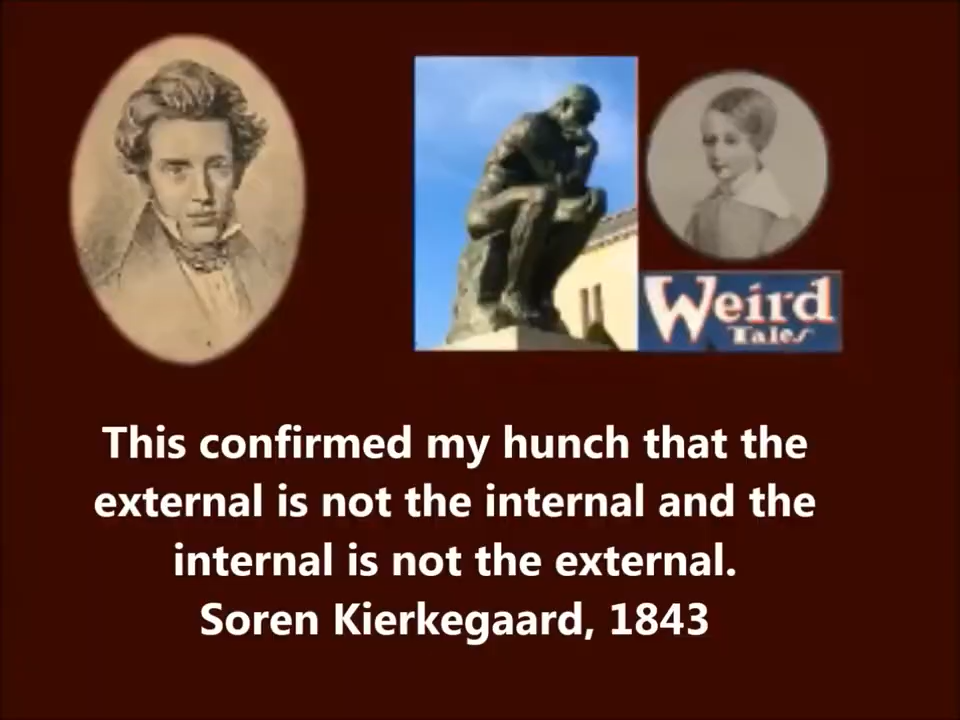 Weird
Tales
This confirmed my hunch that the
external is not the internal and the
internal is not the external.
Soren Kierkegaard, 1843